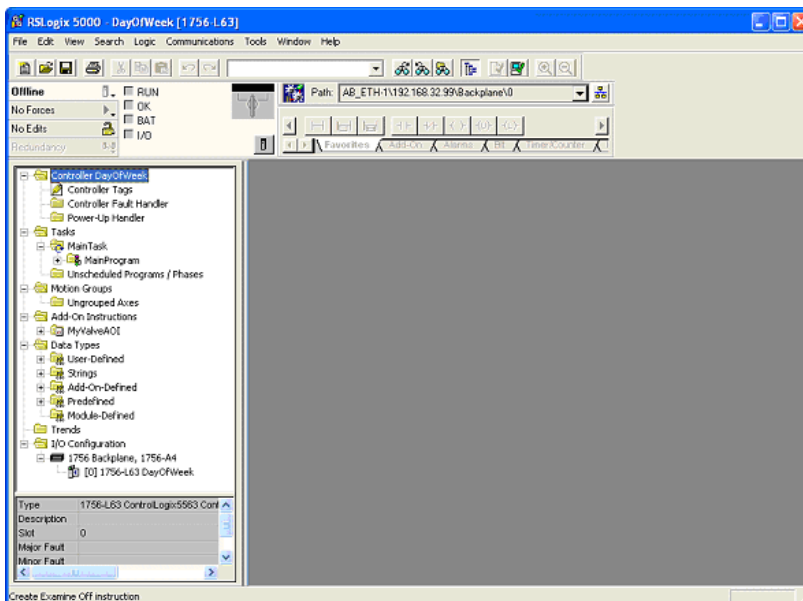 RSLogix 5000 - DayOfWeek [1756-L63]
File Edit View Search Logic Communications Tools Window Help
Offline
RUN
No Forces
OK
No Edits
BAT
Redundancy
I/O
Path: AB_ETH-1\192.168.32.99\Backplane\0
Favorites Add-On Alarms Bit Timer/Counter
Controller DayOfWeek
Controller Tags
Controller Fault Handler
Power-Up Handler
Tasks
MainTask
MainProgram
Unscheduled Programs / Phases
Motion Groups
Ungrouped Axes
Add-On Instructions
MyValveAOI
Data Types
User-Defined
Strings
Add-On-Defined
Predefined
Module-Defined
Trends
I/O Configuration
1756 Backplane, 1756-A4
[0] 1756-L63 DayOfWeek
Type 1756-L63 ControlLogix5563 Cont
Description
Slot 0
Major Fault
Minor Fault
Create Examine Off instruction